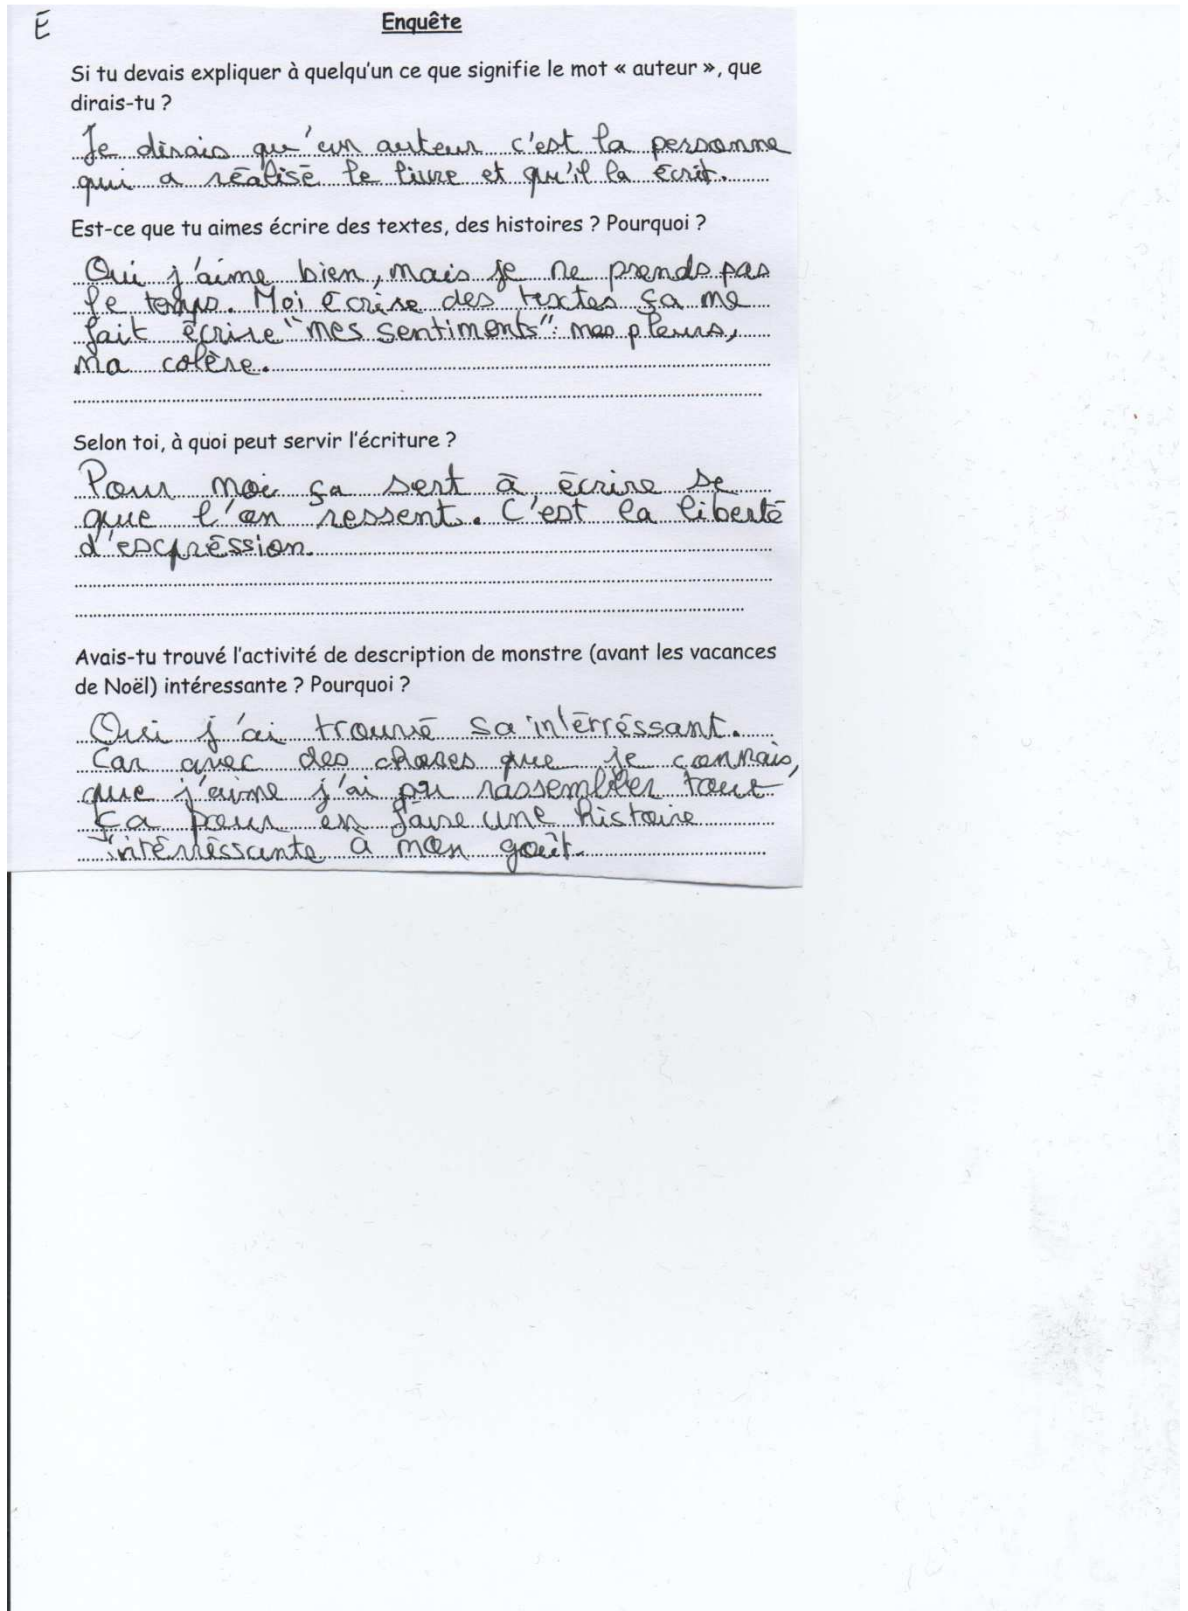 É
Enquête
Si tu devais expliquer à quelqu'un ce que signifie le mot « auteur », que
dirais-tu ?
Je dirais qu'un auteur c'est la personne
qui a réalisé le livre et qu'il la écrit.
Est-ce que tu aimes écrire des textes, des histoires ? Pourquoi ?
Oui j'aime bien, mais je ne prends pas
le temps. Moi écrire des textes ça me
fait écrire "mes sentiments": mes pleurs,
ma colère.
Selon toi, à quoi peut servir l'écriture ?
Pour moi ça sert à écrire se
que l'on ressent. C'est la liberté
d'expréssion.
Avais-tu trouvé l'activité de description de monstre (avant les vacances
de Noël) intéressante ? Pourquoi ?
Oui j'ai trouvé sa intérréssant.
Car avec des choses que je connais,
que j'aime j'ai pu rassembler tout
ça pour en faire une histoire
intérréssante à mon goût.